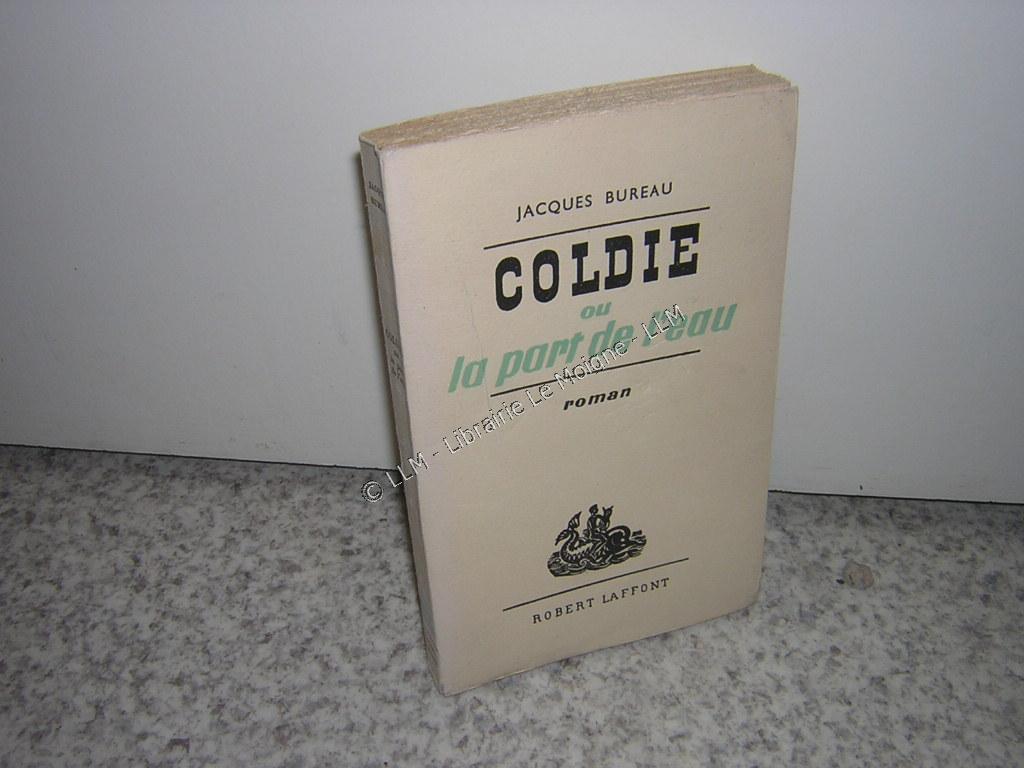 JACQUES BUREAU
COLDIE
ou
la part de l'eau
roman
© LLM - Librairie Le Moigne - LLM
ROBERT LAFFONT